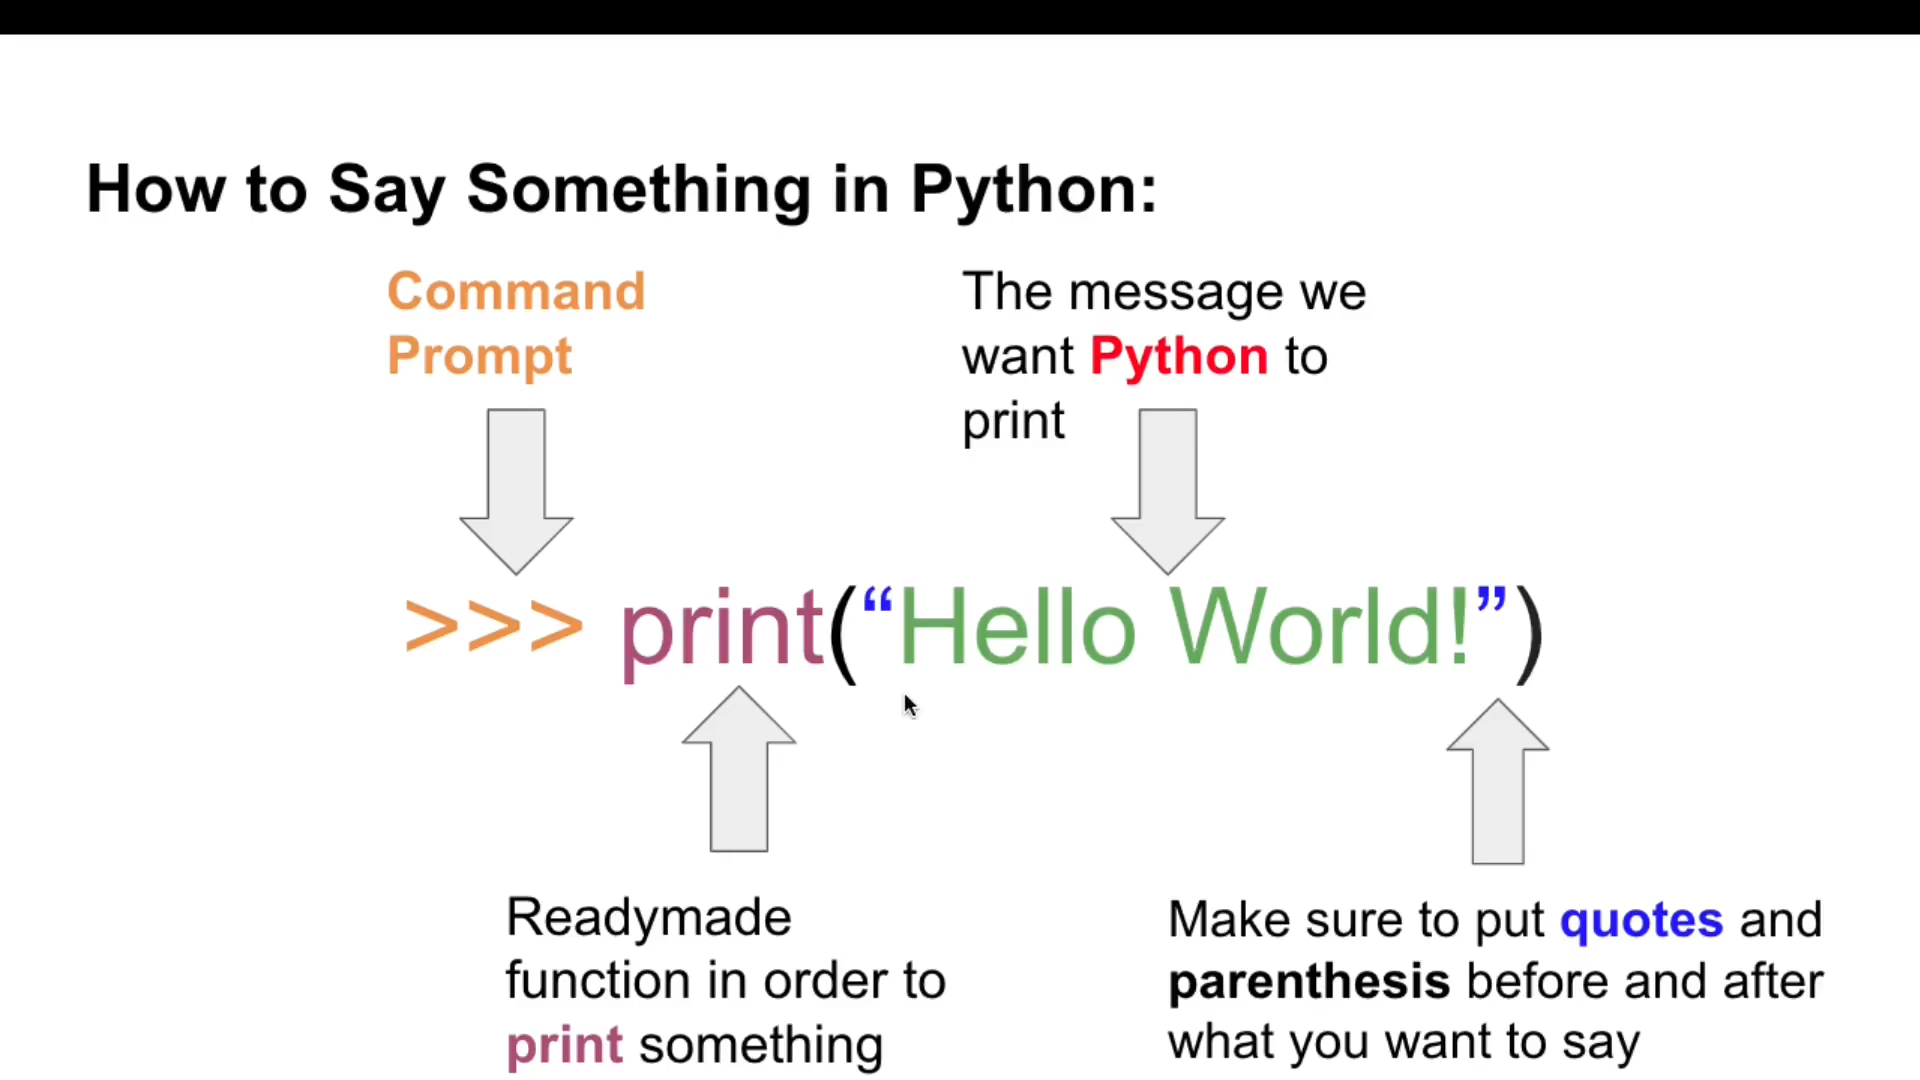 How to Say Something in Python:
Command
Prompt
The message we
want Python to
print
>>> print(“Hello World!”)
Readymade
function in order to
print something
Make sure to put quotes and
parenthesis before and after
what you want to say